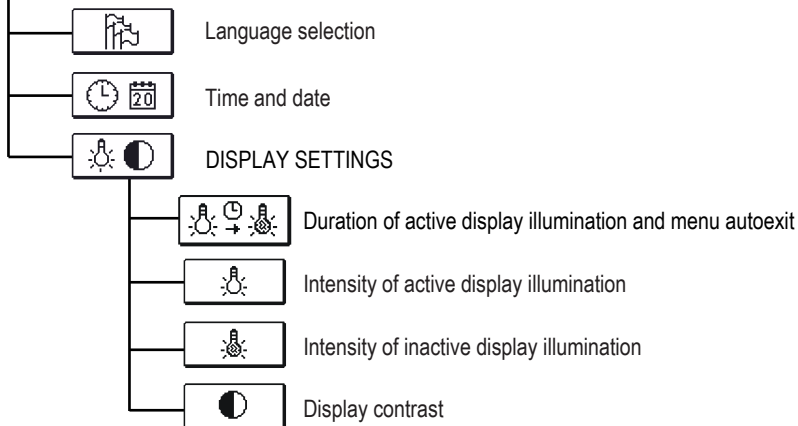 Language selection
20
Time and date
DISPLAY SETTINGS
Duration of active display illumination and menu autoexit
Intensity of active display illumination
Intensity of inactive display illumination
Display contrast